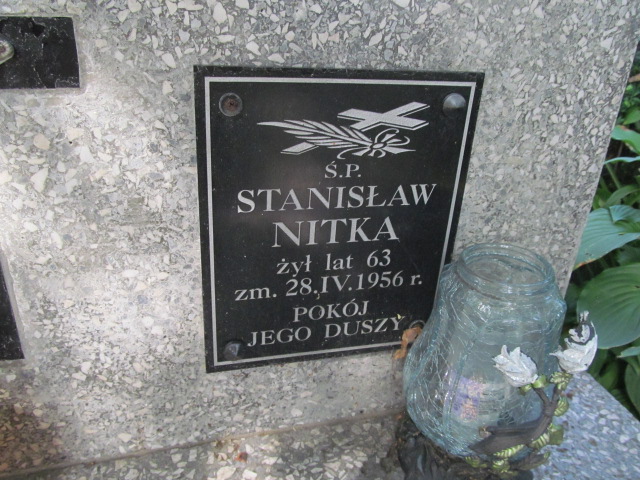 Ś.P.
STANISŁAW
NITKA
żył lat 63
zm. 28.IV.1956 r.
POKÓJ
JEGO DUSZY